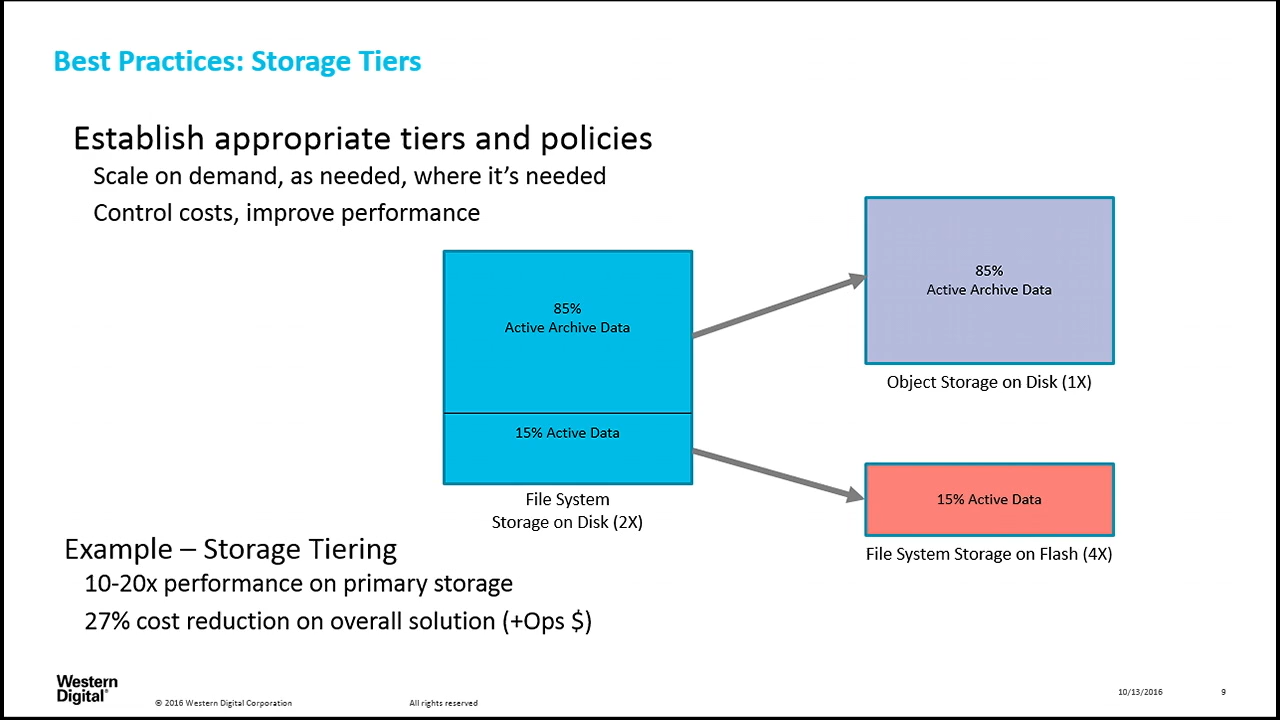 Best Practices: Storage Tiers
Establish appropriate tiers and policies
Scale on demand, as needed, where it's needed
Control costs, improve performance
85%
Active Archive Data
15% Active Data
File System
Storage on Disk (2X)
85%
Active Archive Data
Object Storage on Disk (1X)
15% Active Data
File System Storage on Flash (4X)
Example – Storage Tiering
10-20x performance on primary storage
27% cost reduction on overall solution (+Ops $)
Western
Digital®
© 2016 Western Digital Corporation
All rights reserved
10/13/2016
9